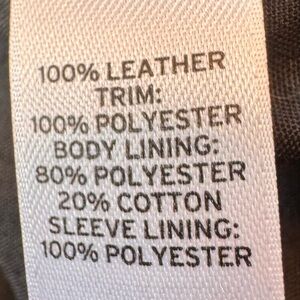 100% LEATHER
TRIM:
100% POLYESTER
BODY LINING:
80% POLYESTER
20% COTTON
SLEEVE LINING:
100% POLYESTER